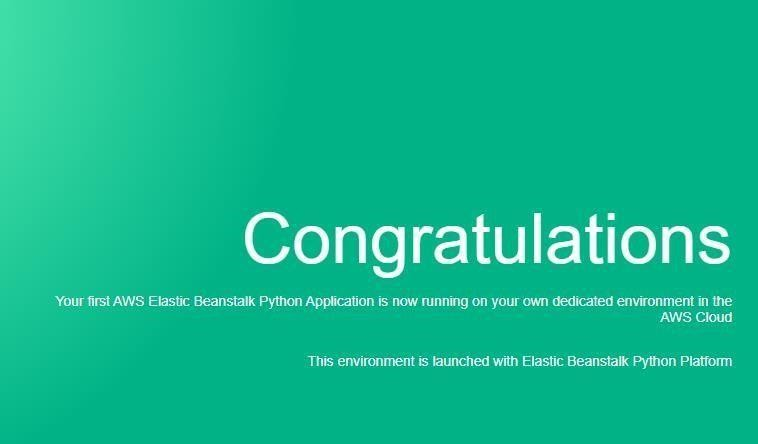 Congratulations
Your first AWS Elastic Beanstalk Python Application is now running on your own dedicated environment in the
AWS Cloud
This environment is launched with Elastic Beanstalk Python Platform